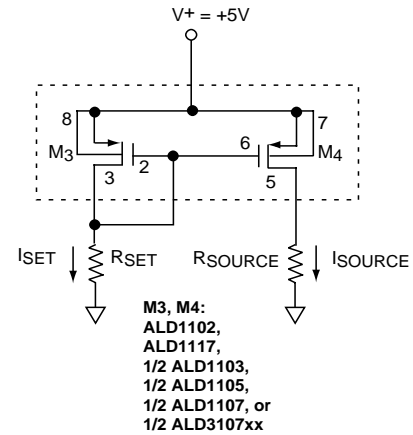 V+ = +5V
8
7
M3
2
6
M4
3
5
ISET
RSET
RSOURCE
ISOURCE
M3, M4:
ALD1102,
ALD1117,
1/2 ALD1103,
1/2 ALD1105,
1/2 ALD1107, or
1/2 ALD3107xx